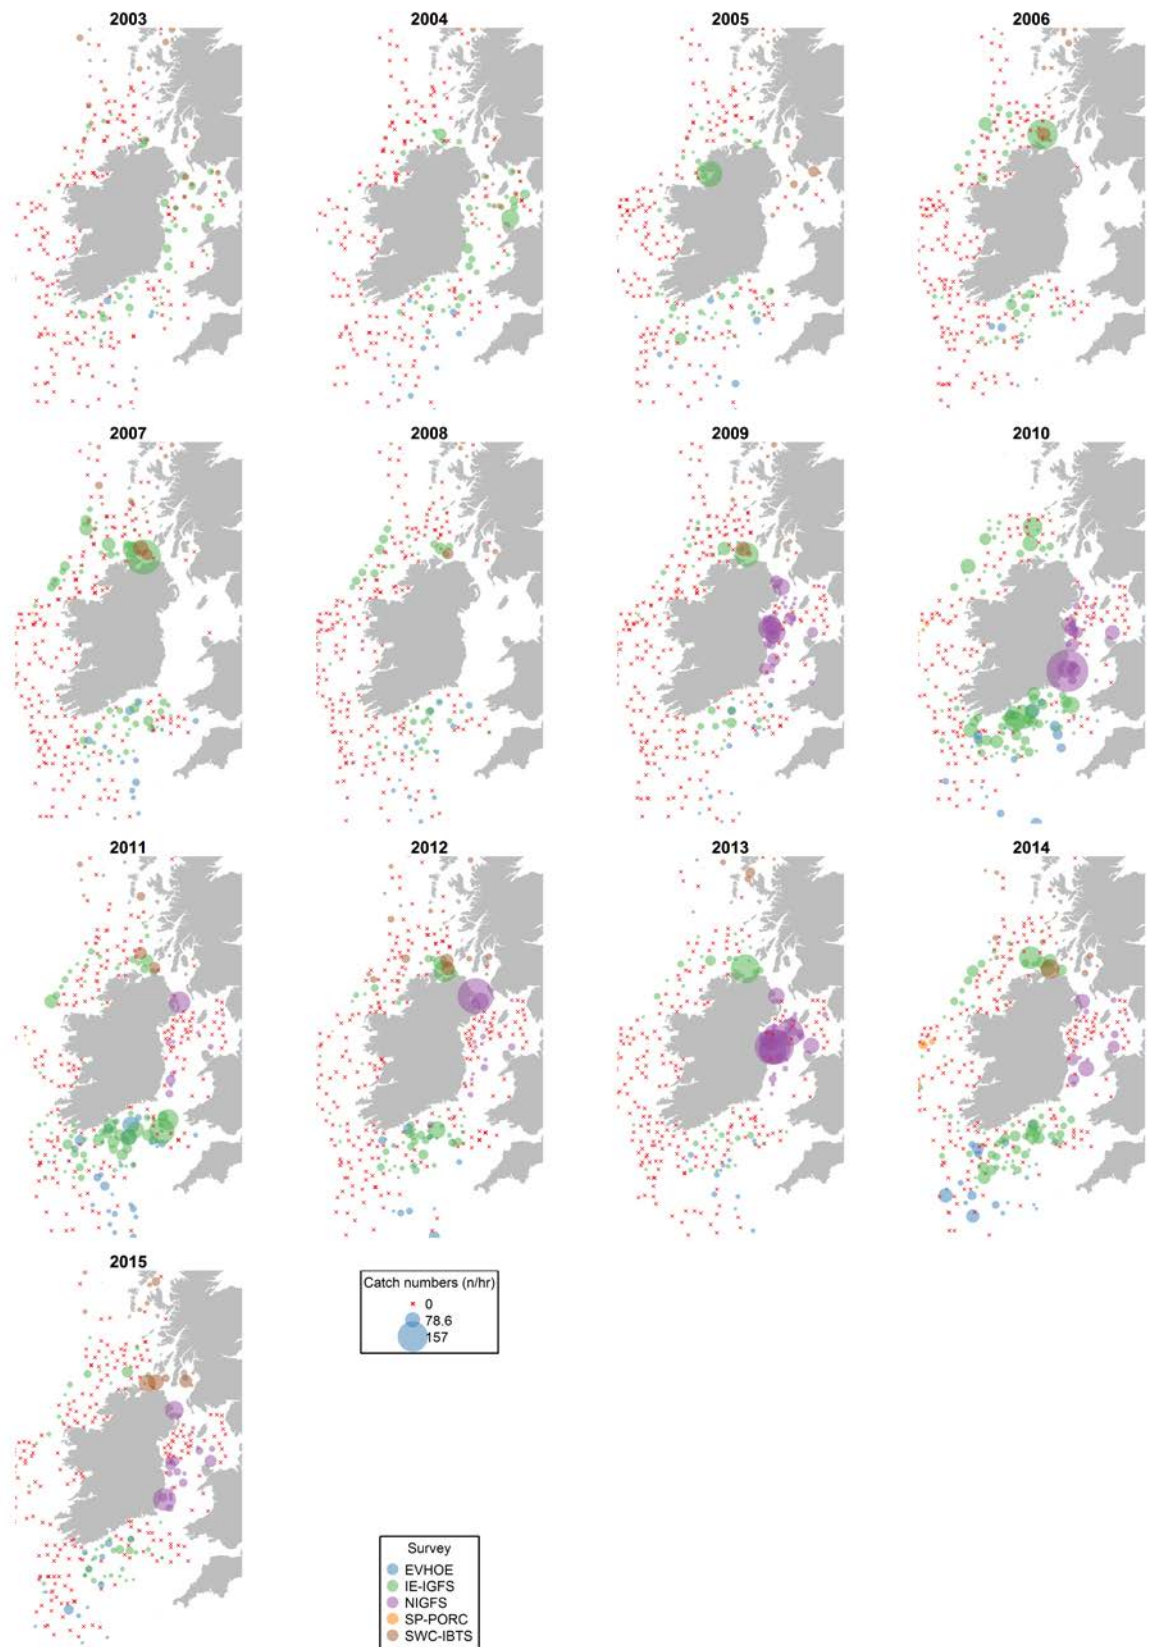 2003 2004 2005 2006
2007 2008 2009 2010
2011 2012 2013 2014
2015
Catch numbers (n/hr)
0
78.6
157
Survey
EVHOE
IE-IGFS
NIGFS
SP-PORC
SWC-IBTS